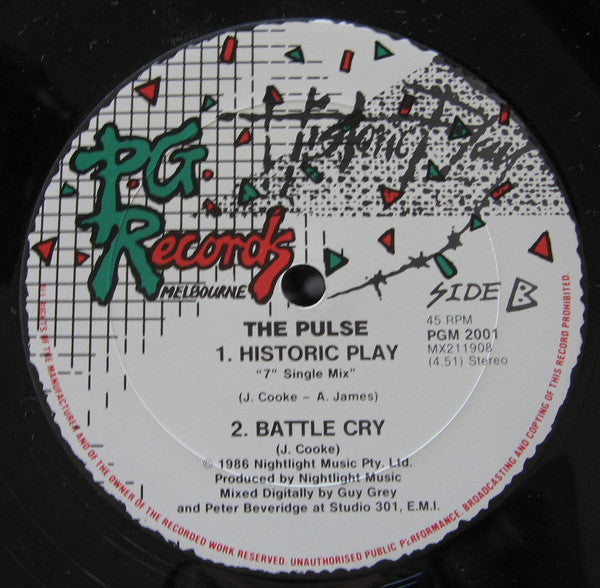 Historic Play
PG
Records
MELBOURNE
SIDE B
45 RPM
PGM 2001
MX211908
(4.51) Stereo
THE PULSE
1. HISTORIC PLAY
"7" Single Mix"
(J. Cooke – A. James)
2. BATTLE CRY
(J. Cooke)
© 1986 Nightlight Music Pty. Ltd.
Produced by Nightlight Music
Mixed Digitally by Guy Grey
and Peter Beveridge at Studio 301, E.M.I.
ALL RIGHTS OF THE MANUFACTURER AND OF THE OWNER OF THE RECORDED WORK RESERVED. UNAUTHORISED PUBLIC PERFORMANCE, BROADCASTING AND COPYING OF THIS RECORD PROHIBITED.